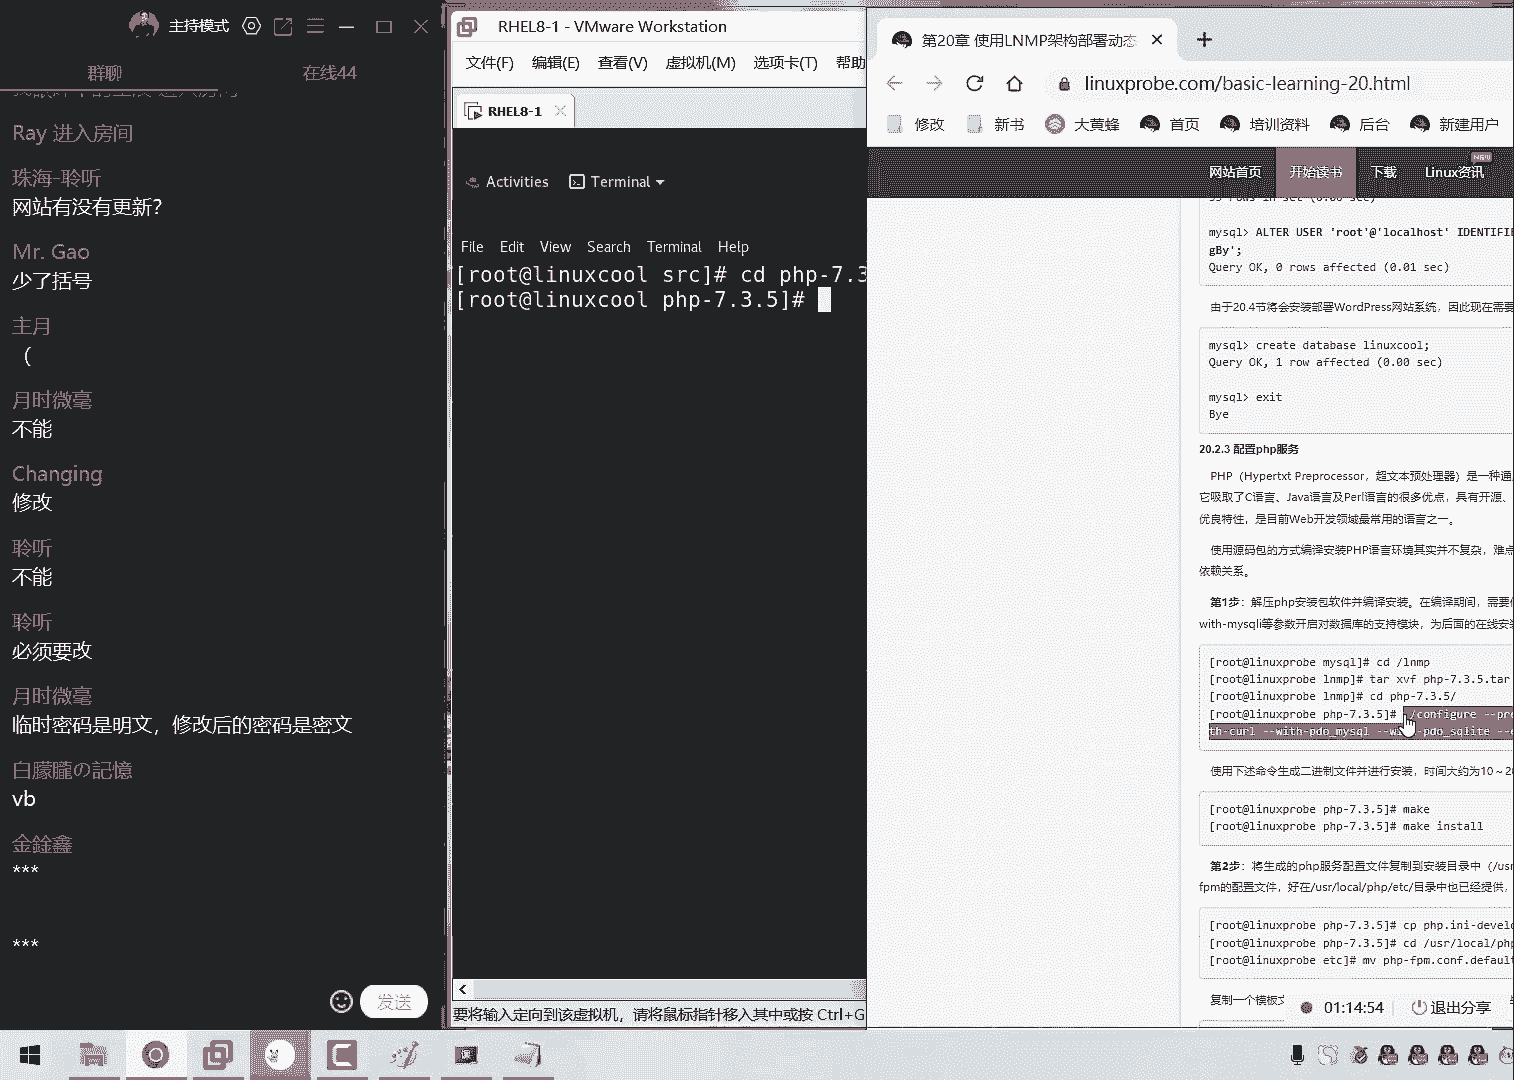 主持模式
群聊
在线44
Ray 进入房间
珠海-聆听
网站有没有更新?
Mr. Gao
少了括号
主月
（
月时微毫
不能
Changing
修改
聆听
不能
聆听
必须要改
月时微毫
临时密码是明文，修改后的密码是密文
白朦朧の記憶
vb
金銓鑫
***
***
发送
RHEL8-1 - VMware Workstation
文件(F) 编辑(E) 查看(V) 虚拟机(M) 选项卡(T) 帮助
RHEL8-1
Activities Terminal
File Edit View Search Terminal Help
[root@linuxcool src]# cd php-7.3
[root@linuxcool php-7.3.5]#
要将输入定向到该虚拟机，请将鼠标指针移入其中或按 Ctrl+G
第20章 使用LNMP架构部署动态
linuxprobe.com/basic-learning-20.html
修改 新书 大黄蜂 首页 培训资料 后台 新建用户
网站首页 开始读书 下载 Linux资讯
mysql> ALTER USER 'root'@'localhost' IDENTIFIE
gBy';
Query OK, 0 rows affected (0.01 sec)
由于20.4节将会安装部署WordPress网站系统，因此现在需要
mysql> create database linuxcool;
Query OK, 1 row affected (0.00 sec)
mysql> exit
Bye
20.2.3 配置php服务
PHP（Hypertxt Preprocessor，超文本预处理器）是一种通
它吸取了C语言、Java语言及Perl语言的很多优点，具有开源、
优良特性，是目前Web开发领域最常用的语言之一。
使用源码包的方式编译安装PHP语言环境其实并不复杂，难点
依赖关系。
第1步：解压php安装包软件并编译安装。在编译期间，需要
with-mysqli等参数开启对数据库的支持模块，为后面的在线安装
[root@linuxprobe mysql]# cd /lnmp
[root@linuxprobe lnmp]# tar xvf php-7.3.5.tar
[root@linuxprobe lnmp]# cd php-7.3.5/
[root@linuxprobe php-7.3.5]# ./configure --pre
th-curl --with-pdo_mysql --with-pdo_sqlite --e
使用下述命令生成二进制文件并进行安装，时间大约为10～20
[root@linuxprobe php-7.3.5]# make
[root@linuxprobe php-7.3.5]# make install
第2步：将生成的php服务配置文件复制到安装目录中（/usr
fpm的配置文件，好在/usr/local/php/etc/目录中也已经提供，
[root@linuxprobe php-7.3.5]# cp php.ini-develo
[root@linuxprobe php-7.3.5]# cd /usr/local/php
[root@linuxprobe etc]# mv php-fpm.conf.default
复制一个模板文
01:14:54 退出分享